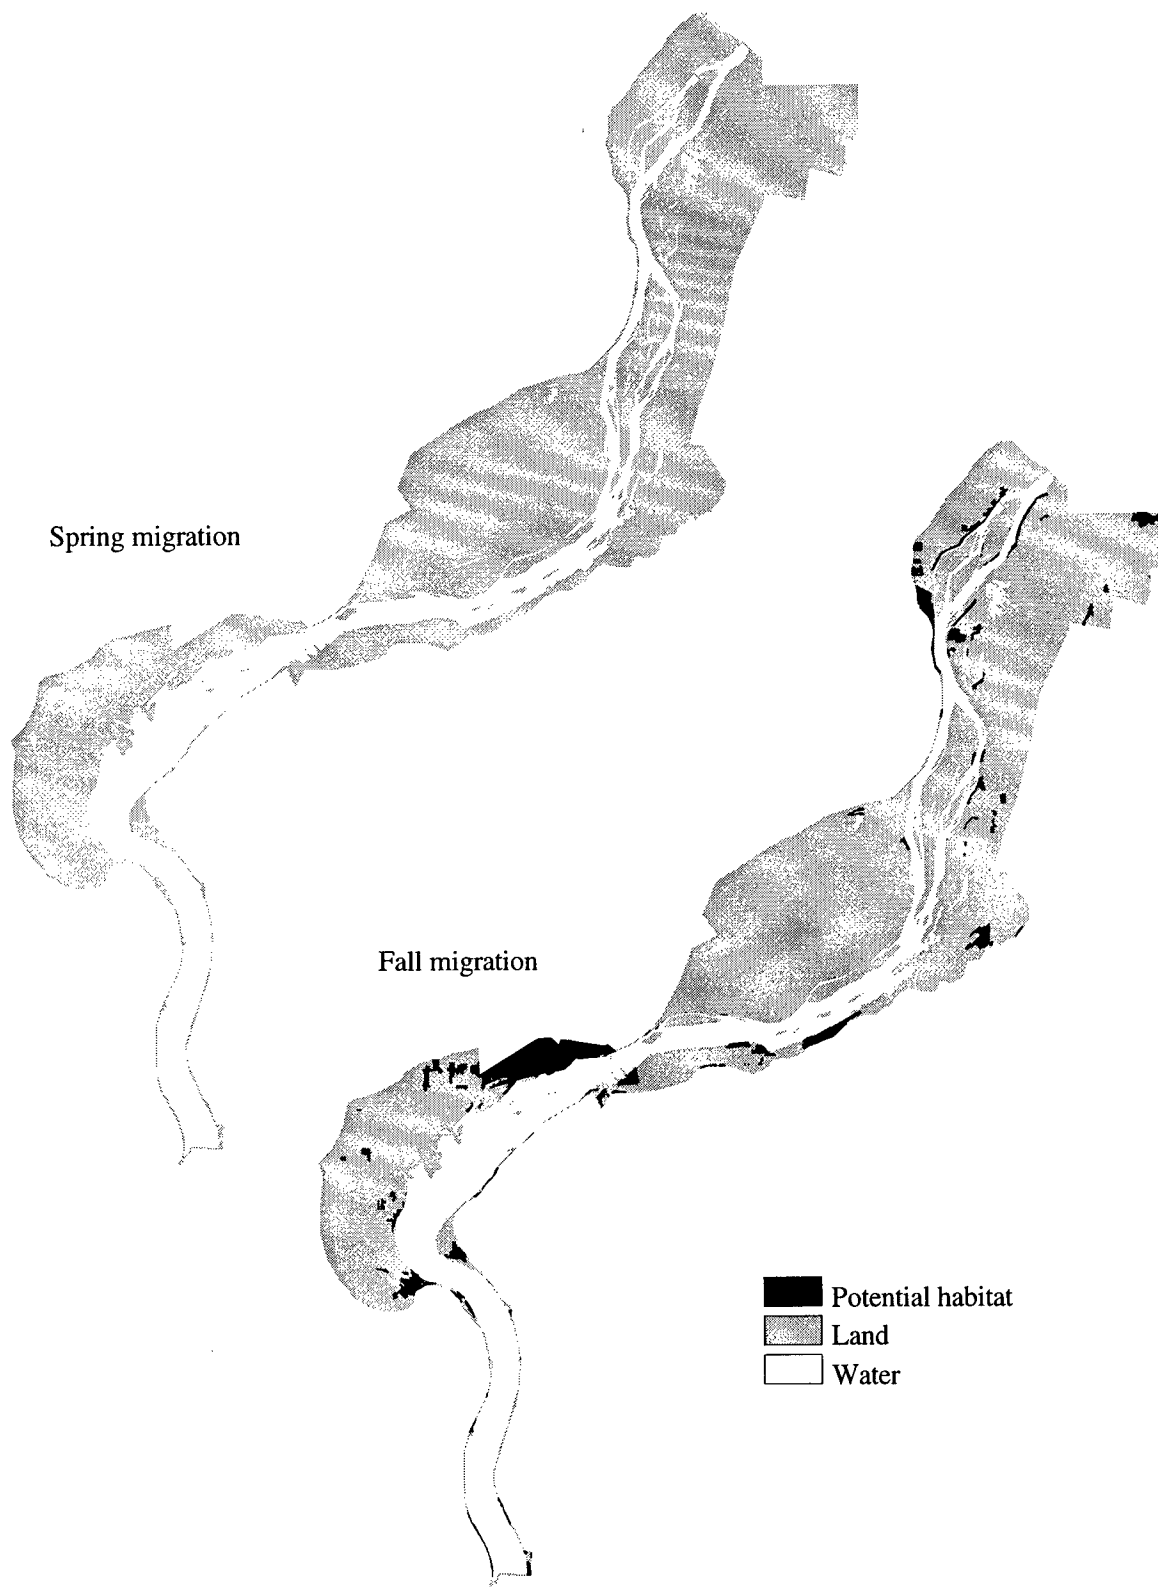 Spring migration
Fall migration
Potential habitat
Land
Water